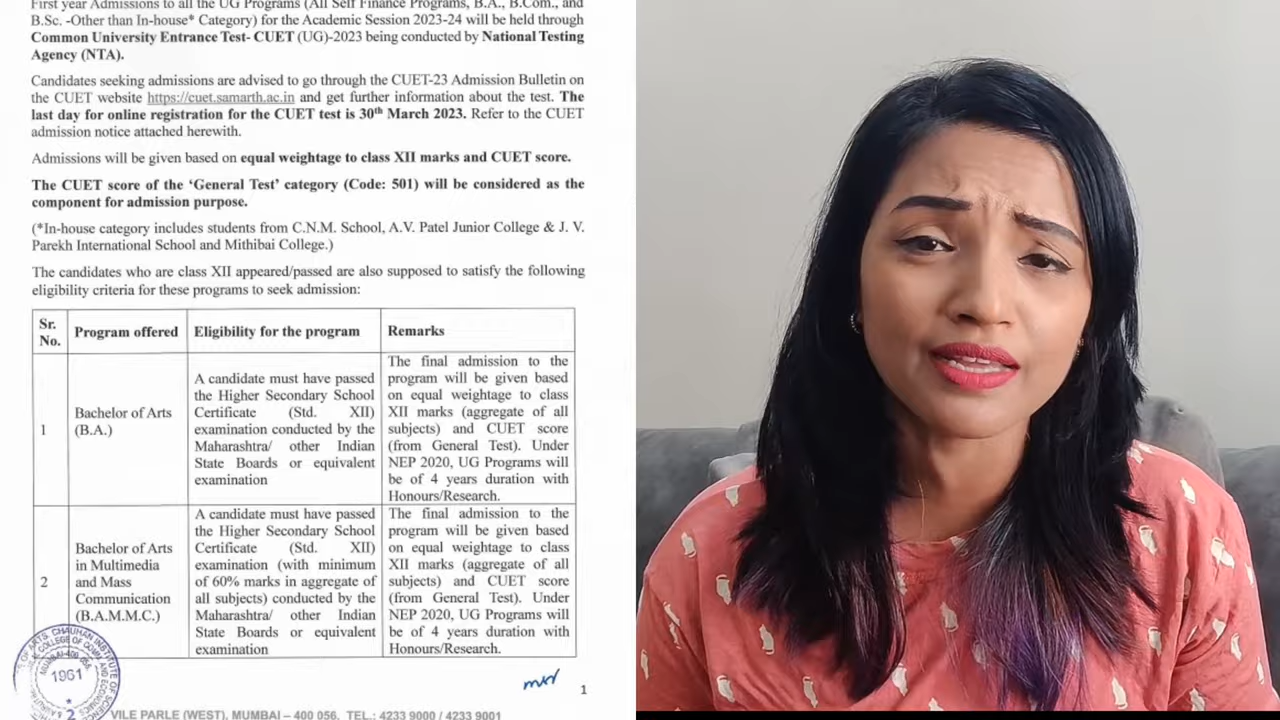 First year Admissions to all the UG Programs (All Self Finance Programs, B.A., B.Com., and
B.Sc. -Other than In-house* Category) for the Academic Session 2023-24 will be held through
Common University Entrance Test- CUET (UG)-2023 being conducted by National Testing
Agency (NTA).
Candidates seeking admissions are advised to go through the CUET-23 Admission Bulletin on
the CUET website https://cuet.samarth.ac.in and get further information about the test. The
last day for online registration for the CUET test is 30th March 2023. Refer to the CUET
admission notice attached herewith.
Admissions will be given based on equal weightage to class XII marks and CUET score.
The CUET score of the ‘General Test’ category (Code: 501) will be considered as the
component for admission purpose.
(*In-house category includes students from C.N.M. School, A.V. Patel Junior College & J. V.
Parekh International School and Mithibai College.)
The candidates who are class XII appeared/passed are also supposed to satisfy the following
eligibility criteria for these programs to seek admission:
Sr.
No.
Program offered
Eligibility for the program
Remarks
1
Bachelor of Arts
(B.A.)
A candidate must have passed
the Higher Secondary School
Certificate (Std. XII)
examination conducted by the
Maharashtra/ other Indian
State Boards or equivalent
examination
The final admission to the
program will be given based
on equal weightage to class
XII marks (aggregate of all
subjects) and CUET score
(from General Test). Under
NEP 2020, UG Programs will
be of 4 years duration with
Honours/Research.
2
Bachelor of Arts
in Multimedia
and Mass
Communication
(B.A.M.M.C.)
A candidate must have passed
the Higher Secondary School
Certificate (Std. XII)
examination (with minimum
of 60% marks in aggregate of
all subjects) conducted by the
Maharashtra/ other Indian
State Boards or equivalent
examination
The final admission to the
program will be given based
on equal weightage to class
XII marks (aggregate of all
subjects) and CUET score
(from General Test). Under
NEP 2020, UG Programs will
be of 4 years duration with
Honours/Research.
OF ARTS, CHAUHAN INSTITUTE OF
MUMBAI-400 056
1961
1
VILE PARLE (WEST), MUMBAI – 400 056. TEL.: 4233 9000 / 4233 9001